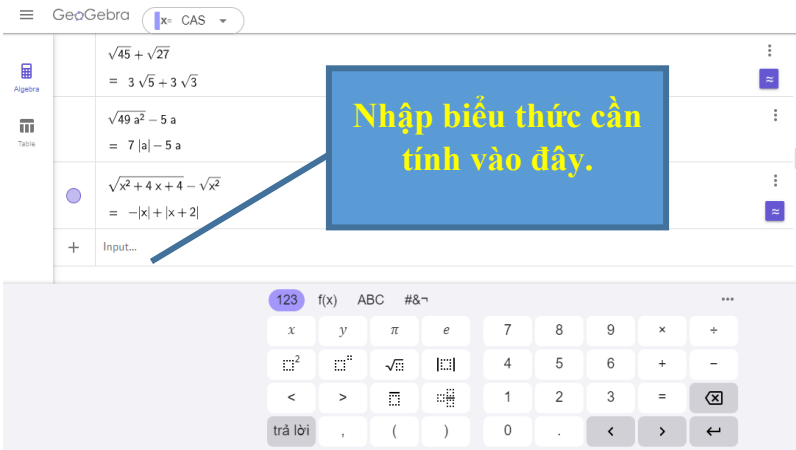 GeoGebra x= CAS
Algebra
Table
√45 + √27
= 3 √5 + 3 √3
≈
√49 a² − 5 a
= 7 |a| − 5 a
√x² + 4 x + 4 − √x²
= −|x| + |x + 2|
≈
+ Input...
Nhập biểu thức cần
tính vào đây.
123 f(x) ABC #&¬
x y π e 7 8 9 × ÷
² √ | | 4 5 6 + −
< > 1 2 3 =
trả lời , ( ) 0 . < >